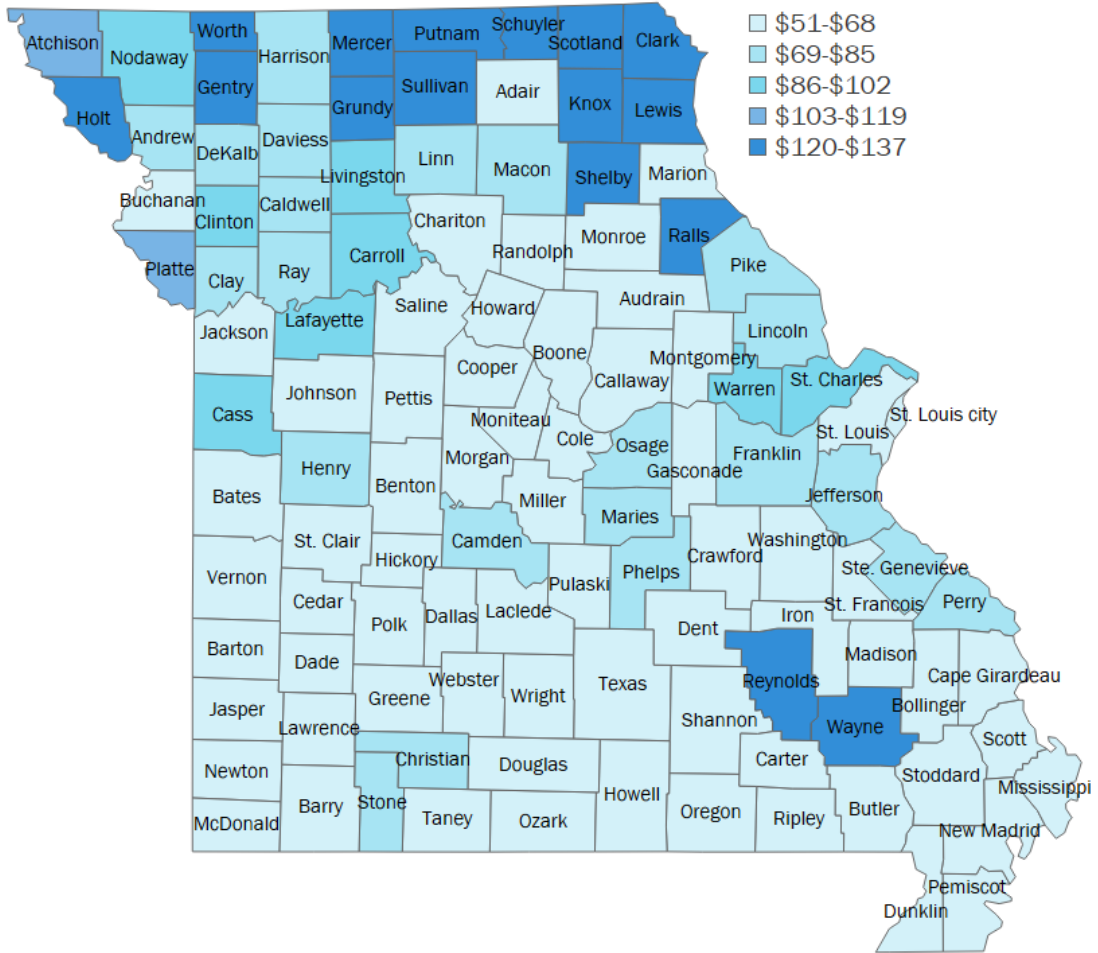 Atchison
Nodaway
Worth
Harrison
Mercer
Putnam
Schuyler
Scotland
Clark
$51-$68
$69-$85
$86-$102
$103-$119
$120-$137
Holt
Gentry
Grundy
Sullivan
Adair
Knox
Lewis
Andrew
DeKalb
Daviess
Livingston
Linn
Macon
Shelby
Marion
Buchanan
Clinton
Caldwell
Chariton
Randolph
Monroe
Ralls
Platte
Clay
Ray
Carroll
Pike
Jackson
Lafayette
Saline
Howard
Audrain
Lincoln
Johnson
Pettis
Cooper
Boone
Callaway
Montgomery
Warren
St. Charles
Cass
Moniteau
Cole
Osage
Gasconade
Franklin
St. Louis
St. Louis city
Henry
Benton
Morgan
Miller
Maries
Jefferson
Bates
St. Clair
Hickory
Camden
Pulaski
Phelps
Crawford
Washington
Ste. Genevieve
Vernon
Cedar
Polk
Dallas
Laclede
Dent
Iron
St. Francois
Perry
Barton
Dade
Greene
Webster
Wright
Texas
Reynolds
Madison
Cape Girardeau
Bollinger
Jasper
Lawrence
Shannon
Wayne
Scott
Newton
Christian
Douglas
Carter
Stoddard
Mississippi
McDonald
Barry
Stone
Taney
Ozark
Howell
Oregon
Ripley
Butler
New Madrid
Pemiscot
Dunklin